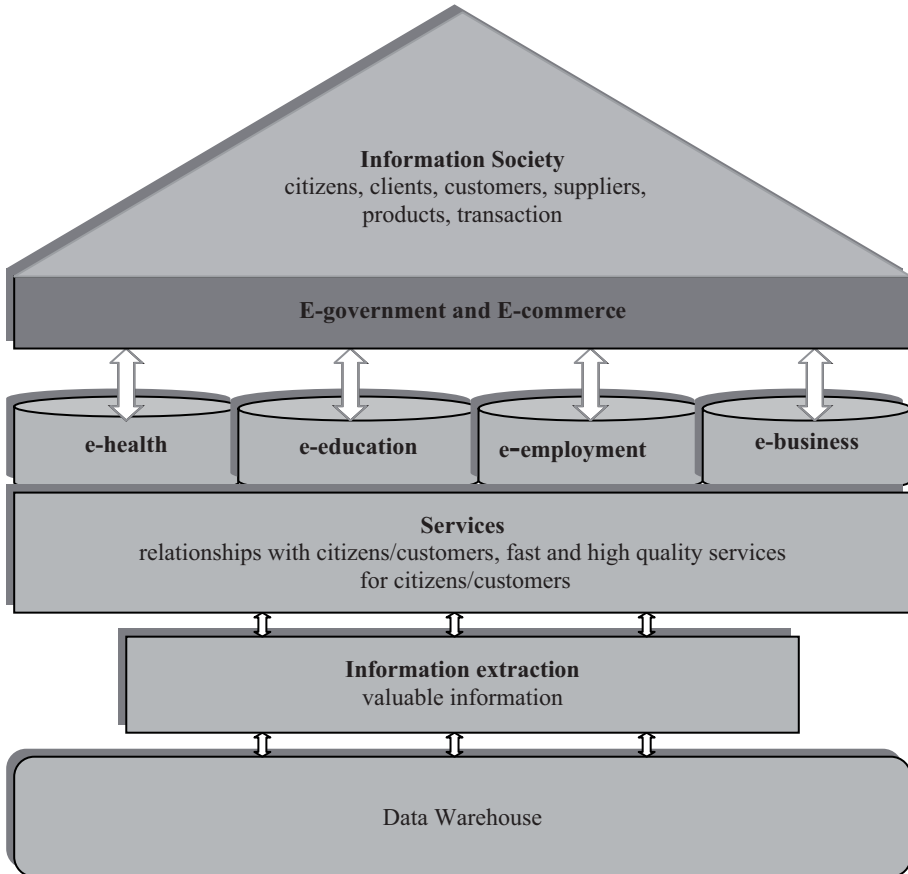 Information Society
citizens, clients, customers, suppliers,
products, transaction
E-government and E-commerce
e-health
e-education
e-employment
e-business
Services
relationships with citizens/customers, fast and high quality services
for citizens/customers
Information extraction
valuable information
Data Warehouse